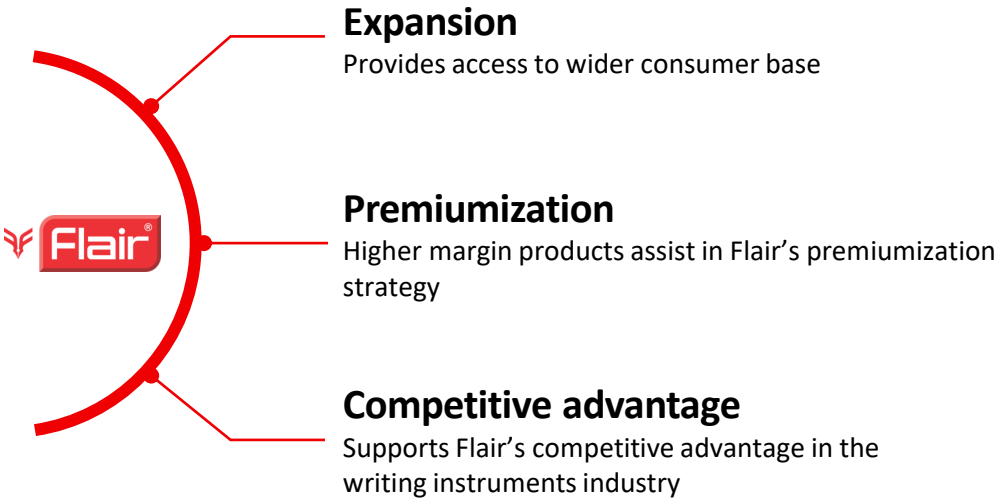 Expansion
Provides access to wider consumer base
Flair®
Premiumization
Higher margin products assist in Flair’s premiumization
strategy
Competitive advantage
Supports Flair’s competitive advantage in the
writing instruments industry